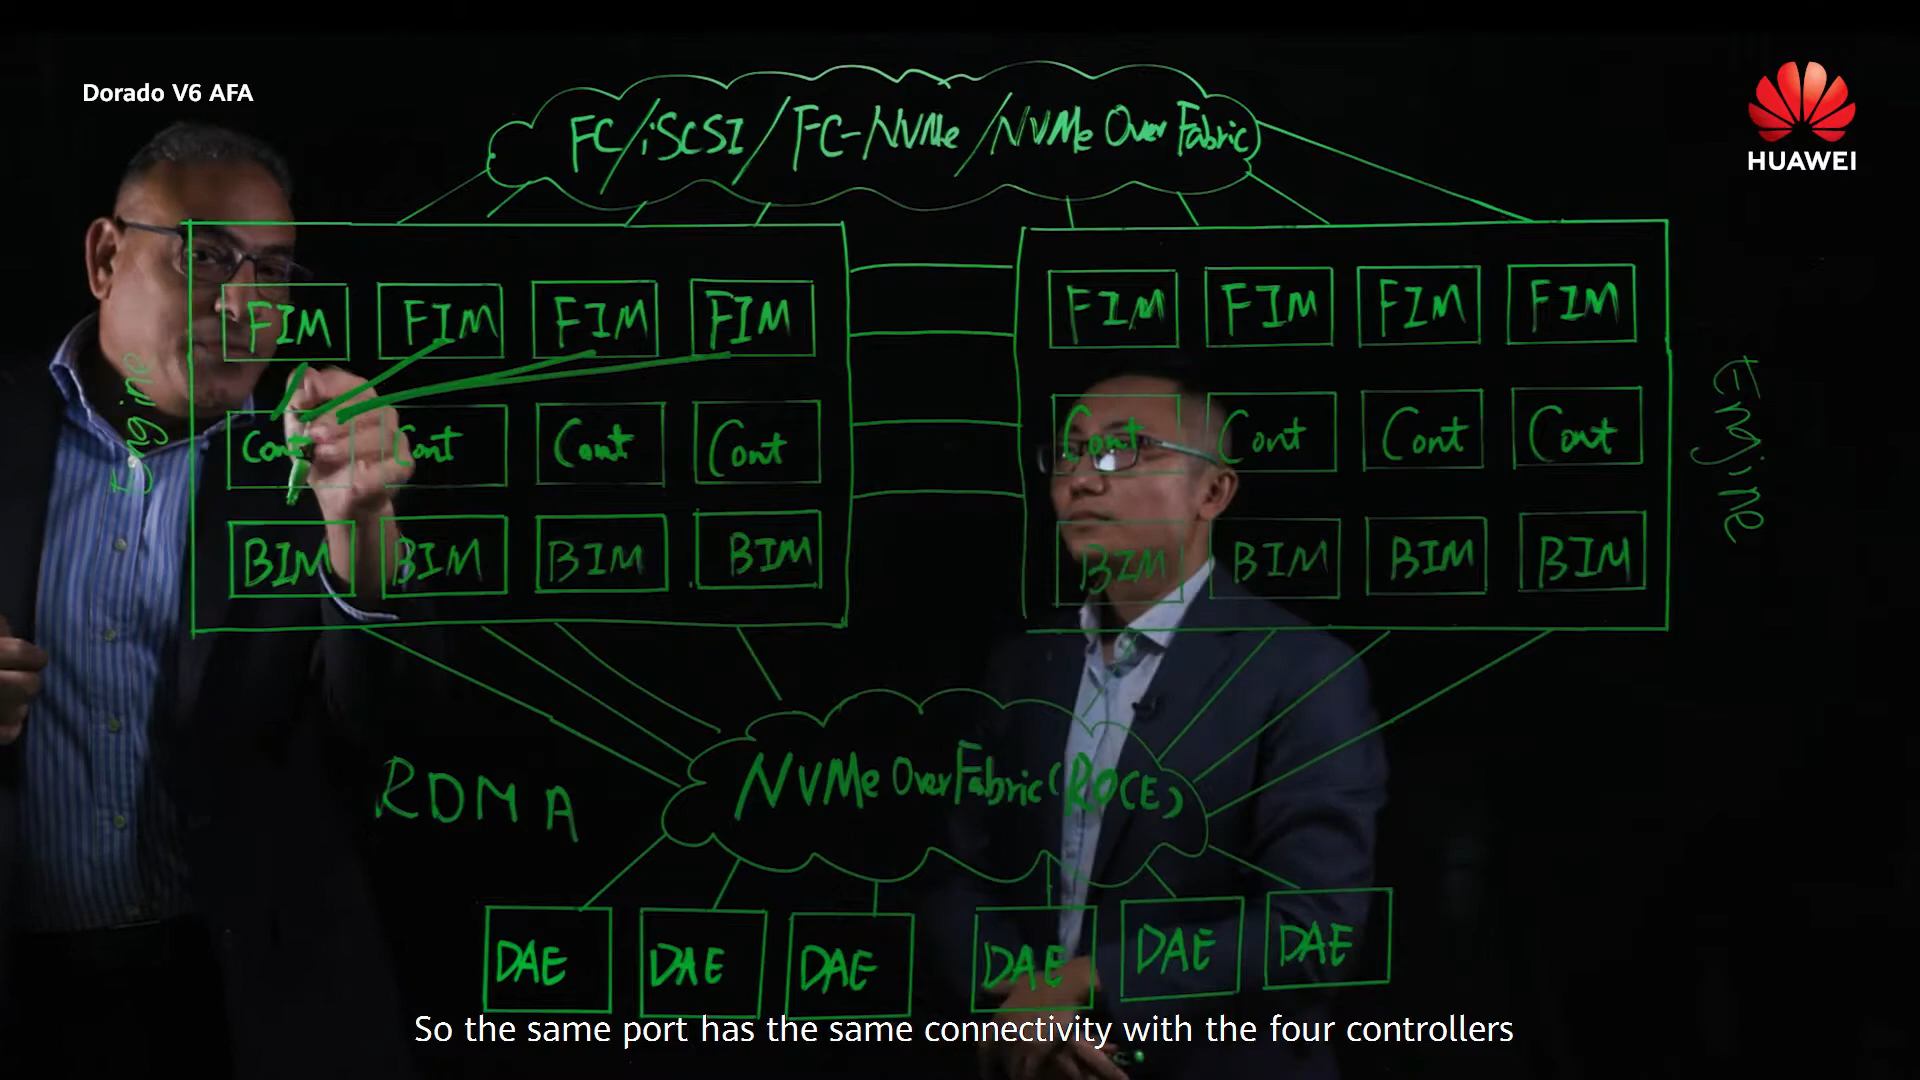 Dorado V6 AFA
HUAWEI
FC/iSCSI/FC-NVMe/NVMe Over Fabric
FIM FIM FIM FIM
FIM FIM FIM FIM
Engine
Cont Cont Cont Cont
Cont Cont Cont Cont
Engine
BIM BIM BIM BIM
BIM BIM BIM BIM
RDMA
NVMe Over Fabric (ROCE)
DAE DAE DAE DAE DAE DAE
So the same port has the same connectivity with the four controllers